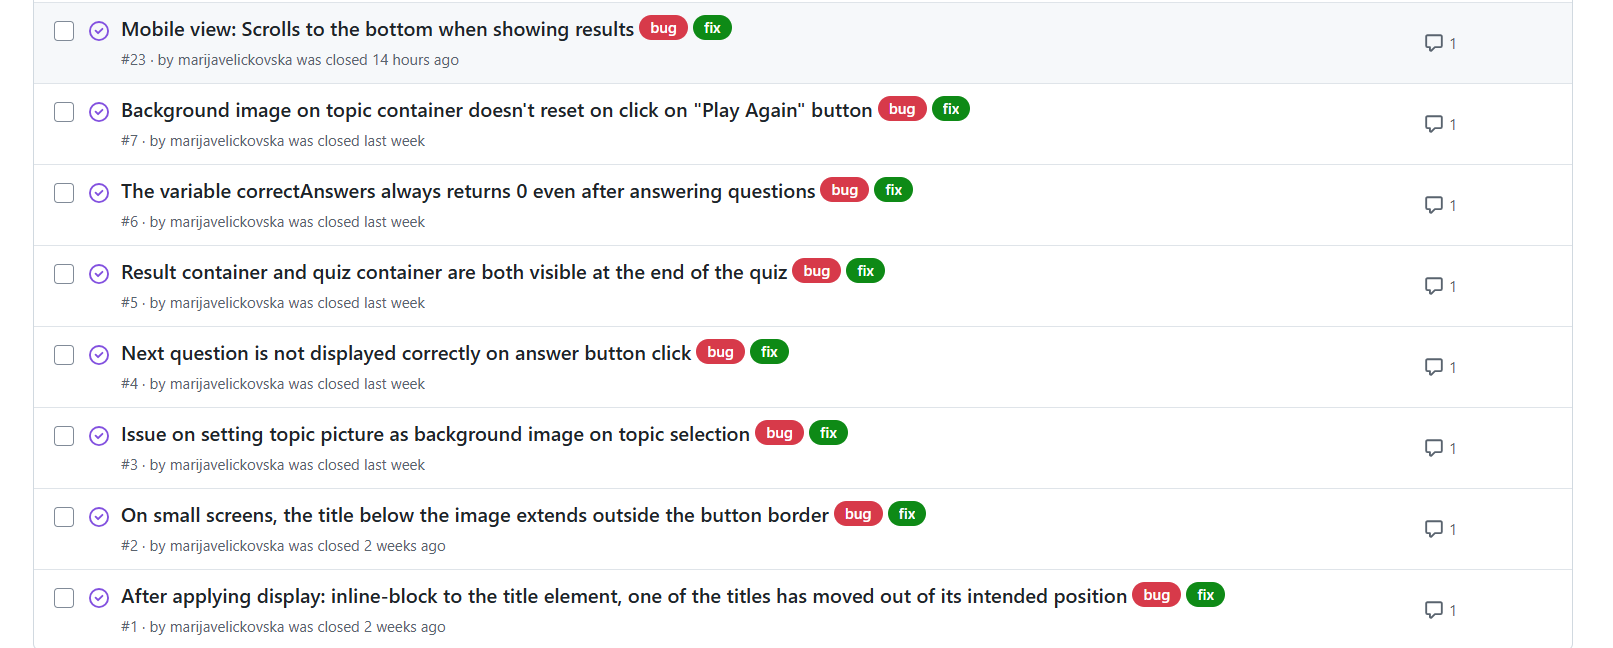 Mobile view: Scrolls to the bottom when showing results bug fix
#23 · by marijavelickovska was closed 14 hours ago
1
Background image on topic container doesn't reset on click on "Play Again" button bug fix
#7 · by marijavelickovska was closed last week
1
The variable correctAnswers always returns 0 even after answering questions bug fix
#6 · by marijavelickovska was closed last week
1
Result container and quiz container are both visible at the end of the quiz bug fix
#5 · by marijavelickovska was closed last week
1
Next question is not displayed correctly on answer button click bug fix
#4 · by marijavelickovska was closed last week
1
Issue on setting topic picture as background image on topic selection bug fix
#3 · by marijavelickovska was closed last week
1
On small screens, the title below the image extends outside the button border bug fix
#2 · by marijavelickovska was closed 2 weeks ago
1
After applying display: inline-block to the title element, one of the titles has moved out of its intended position bug fix
#1 · by marijavelickovska was closed 2 weeks ago
1